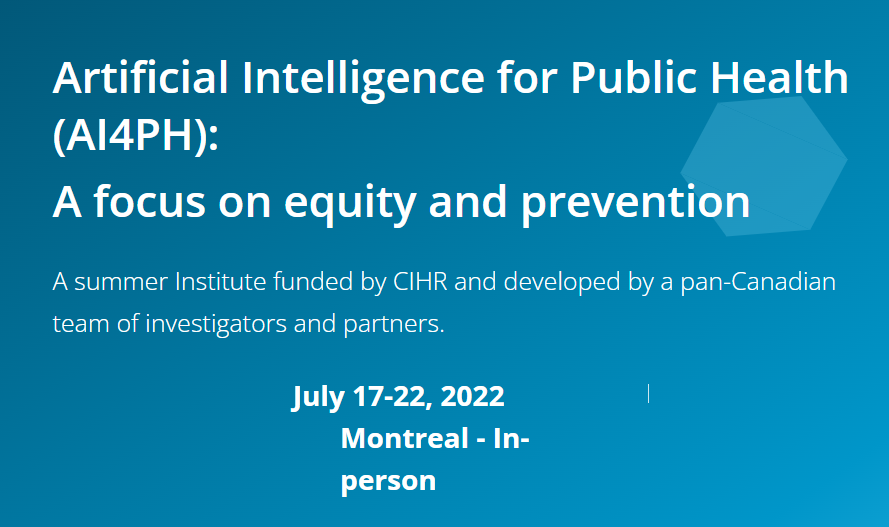 Artificial Intelligence for Public Health
(AI4PH):
A focus on equity and prevention
A summer Institute funded by CIHR and developed by a pan-Canadian
team of investigators and partners.
July 17-22, 2022
Montreal - In-
person